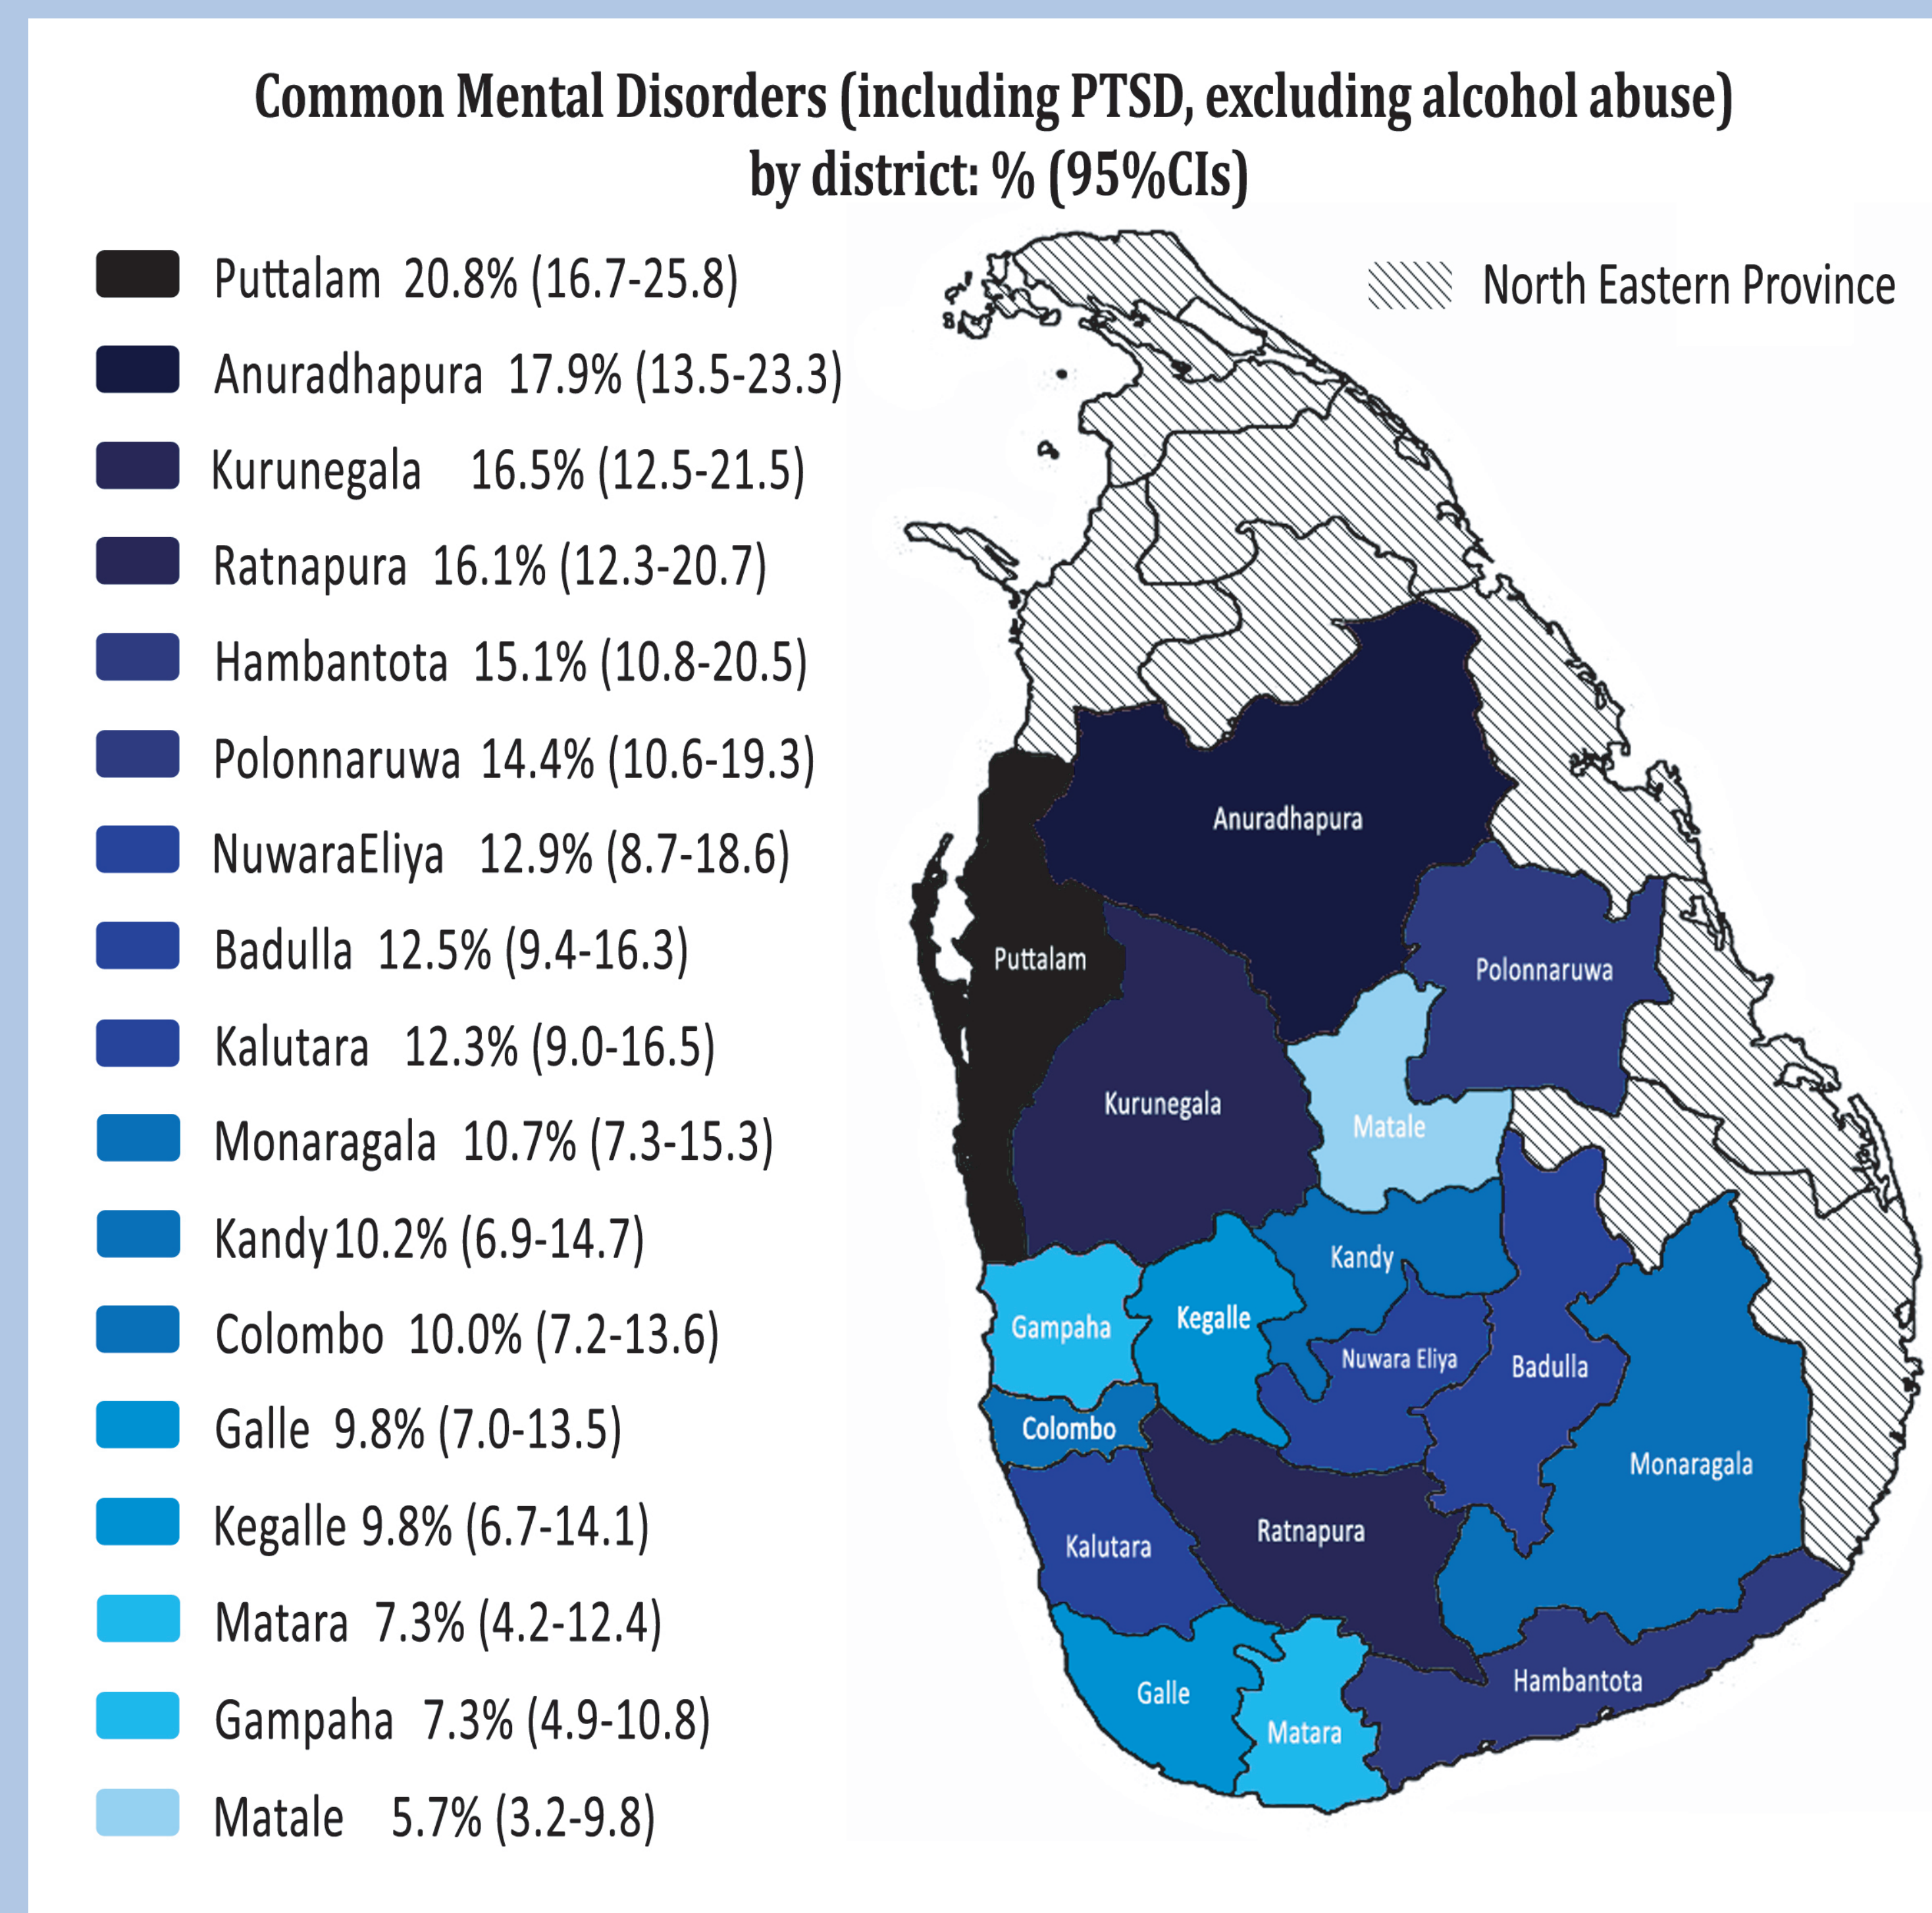 Common Mental Disorders (including PTSD, excluding alcohol abuse)
by district: % (95%CIs)
Puttalam 20.8% (16.7-25.8)
Anuradhapura 17.9% (13.5-23.3)
Kurunegala 16.5% (12.5-21.5)
Ratnapura 16.1% (12.3-20.7)
Hambantota 15.1% (10.8-20.5)
Polonnaruwa 14.4% (10.6-19.3)
NuwaraEliya 12.9% (8.7-18.6)
Badulla 12.5% (9.4-16.3)
Kalutara 12.3% (9.0-16.5)
Monaragala 10.7% (7.3-15.3)
Kandy 10.2% (6.9-14.7)
Colombo 10.0% (7.2-13.6)
Galle 9.8% (7.0-13.5)
Kegalle 9.8% (6.7-14.1)
Matara 7.3% (4.2-12.4)
Gampaha 7.3% (4.9-10.8)
Matale 5.7% (3.2-9.8)
North Eastern Province
Anuradhapura
Puttalam
Polonnaruwa
Kurunegala
Matale
Kandy
Kegalle
Gampaha
Nuwara Eliya
Badulla
Colombo
Monaragala
Ratnapura
Kalutara
Hambantota
Galle
Matara